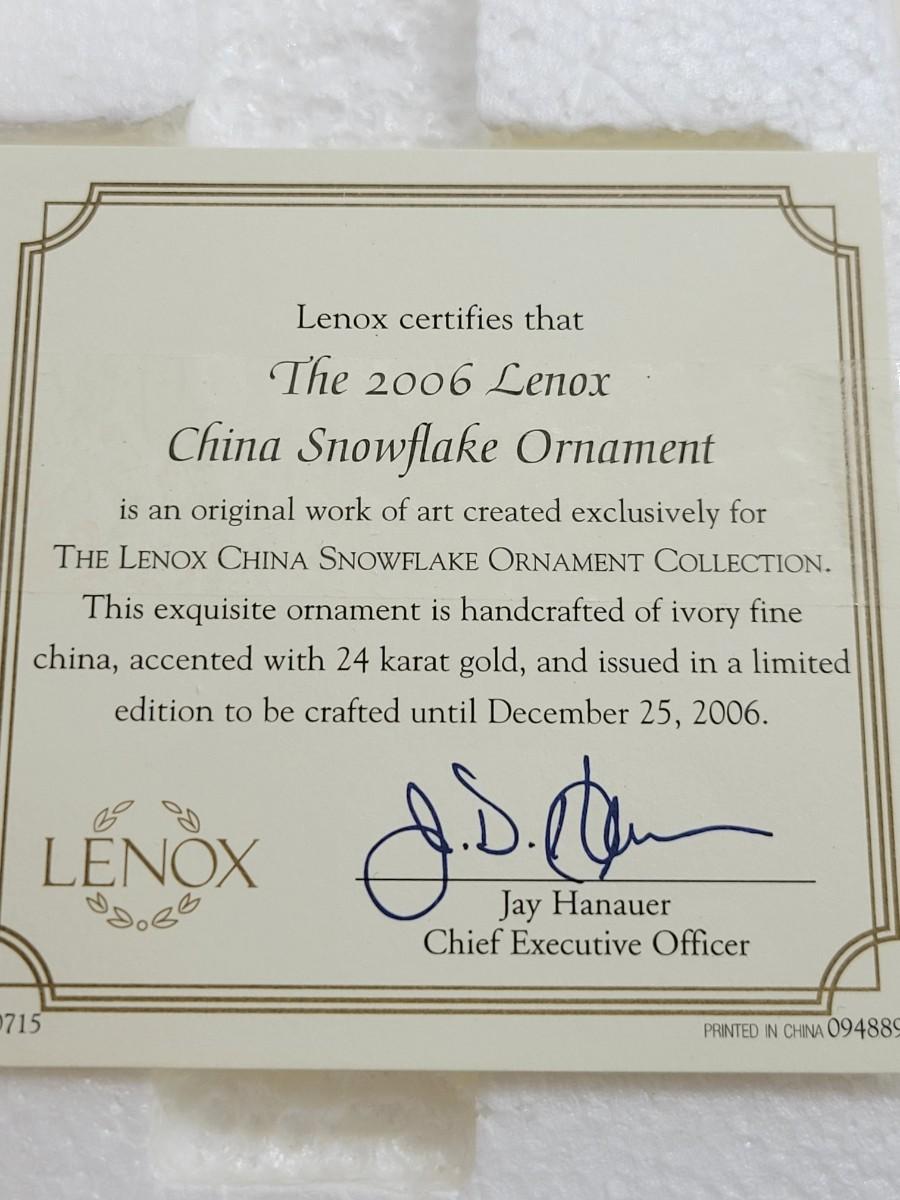 Lenox certifies that
The 2006 Lenox
China Snowflake Ornament
is an original work of art created exclusively for
THE LENOX CHINA SNOWFLAKE ORNAMENT COLLECTION.
This exquisite ornament is handcrafted of ivory fine
china, accented with 24 karat gold, and issued in a limited
edition to be crafted until December 25, 2006.
J. D. Hanauer
LENOX
Jay Hanauer
Chief Executive Officer
0715
PRINTED IN CHINA 094889